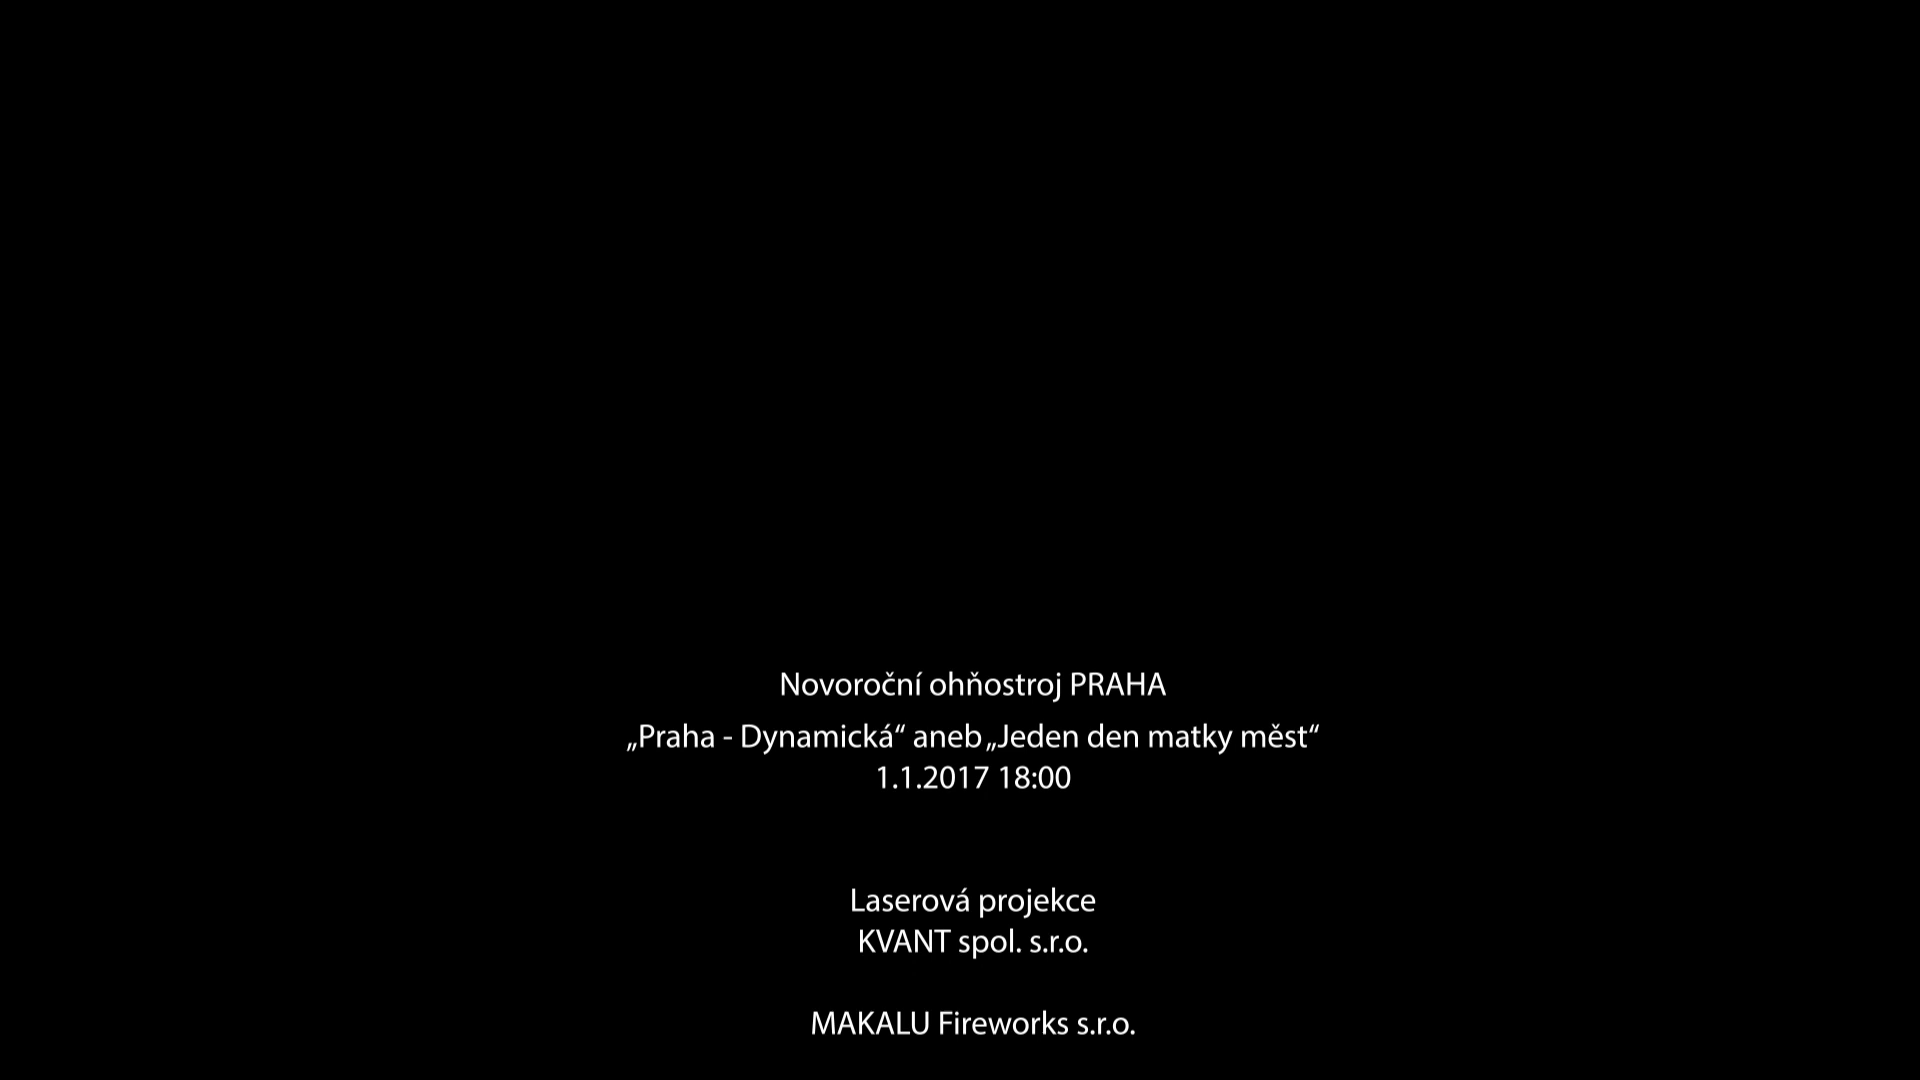 Novoroční ohňostroj PRAHA
„Praha - Dynamická“ aneb „Jeden den matky měst“
1.1.2017 18:00
Laserová projekce
KVANT spol. s.r.o.
MAKALU Fireworks s.r.o.